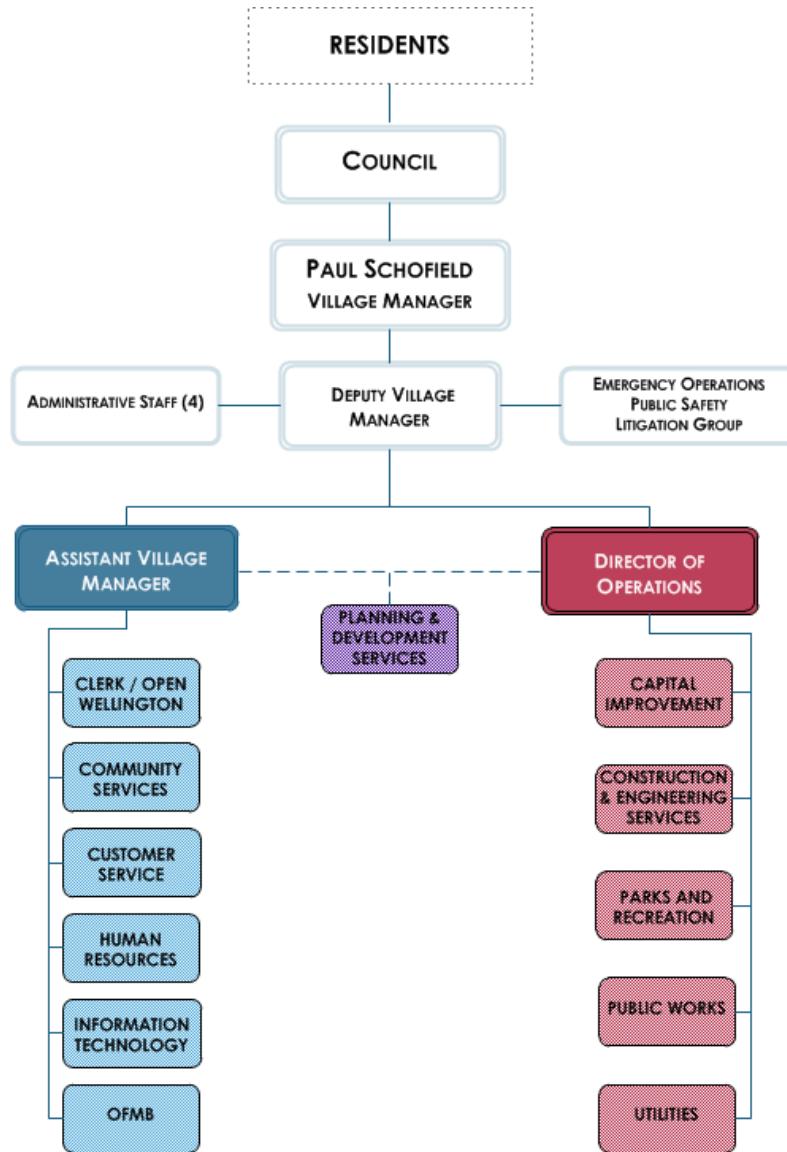 RESIDENTS
COUNCIL
PAUL SCHOFIELD
VILLAGE MANAGER
ADMINISTRATIVE STAFF (4)
DEPUTY VILLAGE
MANAGER
EMERGENCY OPERATIONS
PUBLIC SAFETY
LITIGATION GROUP
ASSISTANT VILLAGE
MANAGER
DIRECTOR OF
OPERATIONS
PLANNING &
DEVELOPMENT
SERVICES
CLERK / OPEN
WELLINGTON
COMMUNITY
SERVICES
CUSTOMER
SERVICE
HUMAN
RESOURCES
INFORMATION
TECHNOLOGY
OFMB
CAPITAL
IMPROVEMENT
CONSTRUCTION
& ENGINEERING
SERVICES
PARKS AND
RECREATION
PUBLIC WORKS
UTILITIES